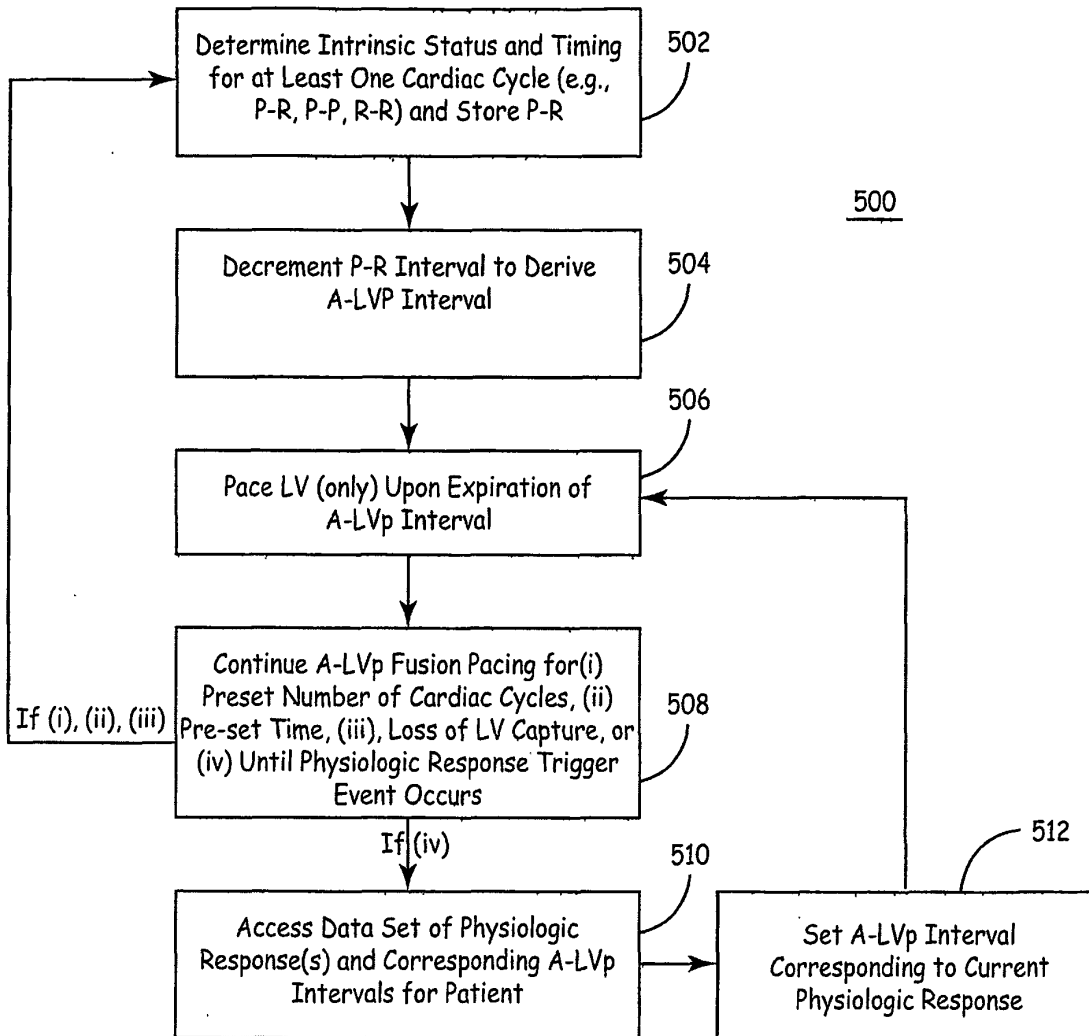 Determine Intrinsic Status and Timing
for at Least One Cardiac Cycle (e.g.,
P-R, P-P, R-R) and Store P-R
502
500
Decrement P-R Interval to Derive
A-LVP Interval
504
506
Pace LV (only) Upon Expiration of
A-LVp Interval
Continue A-LVp Fusion Pacing for(i)
Preset Number of Cardiac Cycles, (ii)
Pre-set Time, (iii), Loss of LV Capture, or
(iv) Until Physiologic Response Trigger
Event Occurs
508
If (i), (ii), (iii)
If (iv)
510
512
Access Data Set of Physiologic
Response(s) and Corresponding A-LVp
Intervals for Patient
Set A-LVp Interval
Corresponding to Current
Physiologic Response